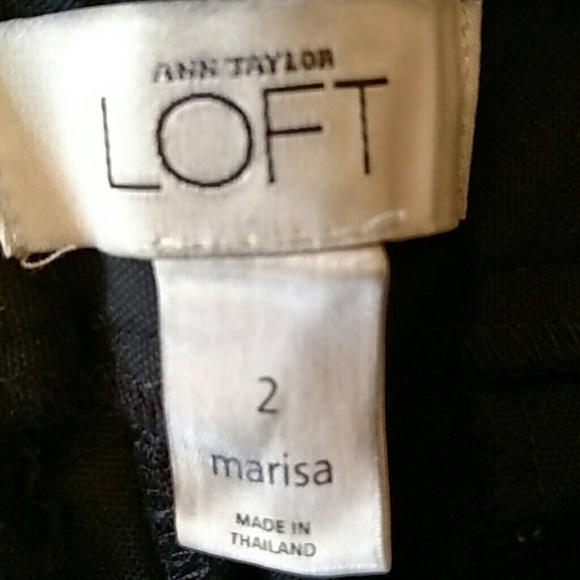 ANN TAYLOR
LOFT
2
marisa
MADE IN
THAILAND